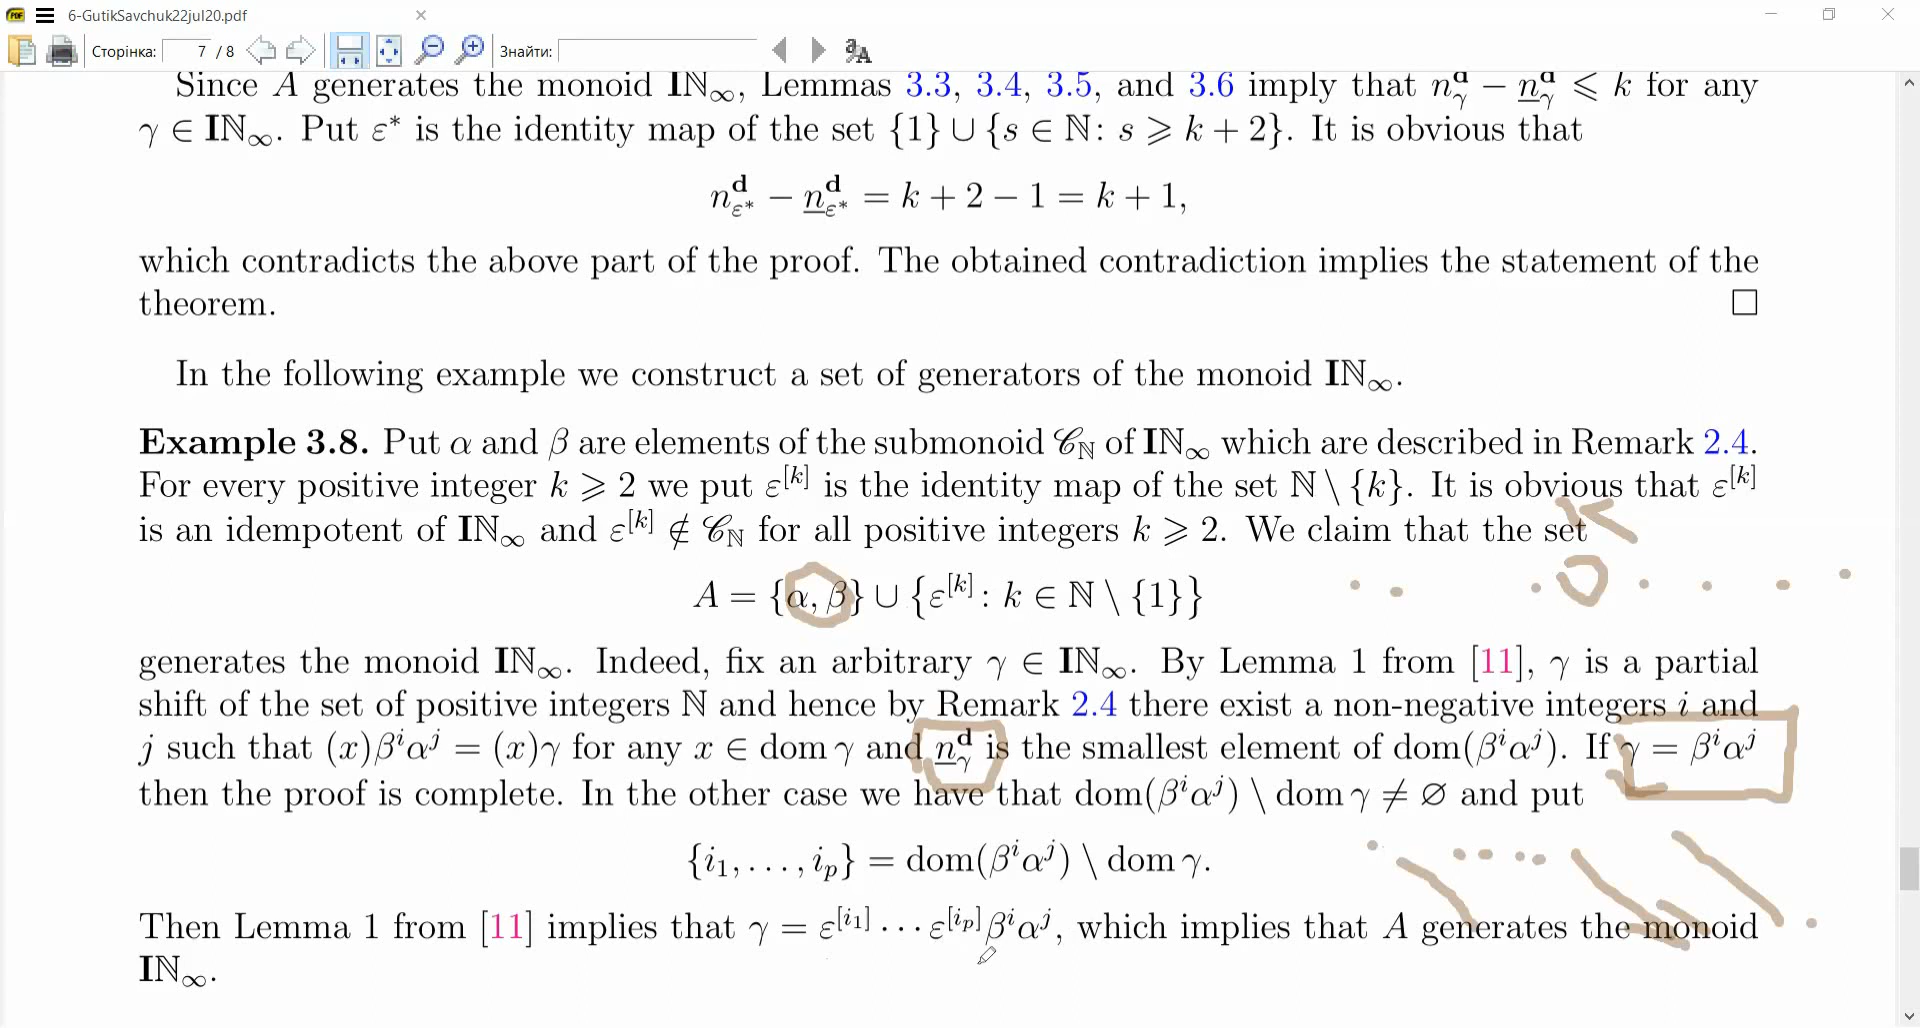 PDF 6-GutikSavchuk22jul20.pdf
Сторінка: 7 / 8 Знайти:
Since A generates the monoid 𝐈ℕ∞, Lemmas 3.3, 3.4, 3.5, and 3.6 imply that n^𝐝_γ − n̲^𝐝_γ ⩽ k for any
γ ∈ 𝐈ℕ∞. Put ε* is the identity map of the set {1} ∪ {s ∈ ℕ: s ⩾ k + 2}. It is obvious that
n^𝐝_ε* − n̲^𝐝_ε* = k + 2 − 1 = k + 1,
which contradicts the above part of the proof. The obtained contradiction implies the statement of the
theorem. □
In the following example we construct a set of generators of the monoid 𝐈ℕ∞.
Example 3.8. Put α and β are elements of the submonoid 𝒞_ℕ of 𝐈ℕ∞ which are described in Remark 2.4.
For every positive integer k ⩾ 2 we put ε^[k] is the identity map of the set ℕ \ {k}. It is obvious that ε^[k]
is an idempotent of 𝐈ℕ∞ and ε^[k] ∉ 𝒞_ℕ for all positive integers k ⩾ 2. We claim that the set
K
A = {α, β} ∪ {ε^[k]: k ∈ ℕ \ {1}}
generates the monoid 𝐈ℕ∞. Indeed, fix an arbitrary γ ∈ 𝐈ℕ∞. By Lemma 1 from [11], γ is a partial
shift of the set of positive integers ℕ and hence by Remark 2.4 there exist a non-negative integers i and
j such that (x)β^iα^j = (x)γ for any x ∈ dom γ and n̲^𝐝_γ is the smallest element of dom(β^iα^j). If γ = β^iα^j
then the proof is complete. In the other case we have that dom(β^iα^j) \ dom γ ≠ ∅ and put
{i₁, . . . , i_p} = dom(β^iα^j) \ dom γ.
Then Lemma 1 from [11] implies that γ = ε^[i₁] · · · ε^[i_p]β^iα^j, which implies that A generates the monoid
𝐈ℕ∞.